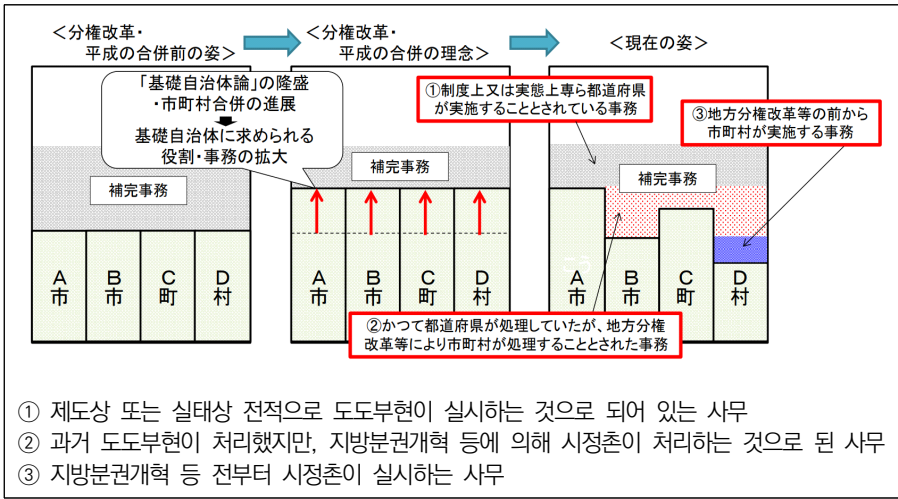 ＜分権改革・
平成の合併前の姿＞
＜分権改革・
平成の合併の理念＞
＜現在の姿＞
「基礎自治体論」の隆盛
・市町村合併の進展
基礎自治体に求められる
役割・事務の拡大
①制度上又は実態上専ら都道府県
が実施することとされている事務
③地方分権改革等の前から
市町村が実施する事務
補完事務
補完事務
補完事務
A市
B市
C町
D村
A市
B市
C町
D村
A市
B市
C町
D村
②かつて都道府県が処理していたが、地方分権
改革等により市町村が処理することとされた事務
① 제도상 또는 실태상 전적으로 도도부현이 실시하는 것으로 되어 있는 사무
② 과거 도도부현이 처리했지만, 지방분권개혁 등에 의해 시정촌이 처리하는 것으로 된 사무
③ 지방분권개혁 등 전부터 시정촌이 실시하는 사무